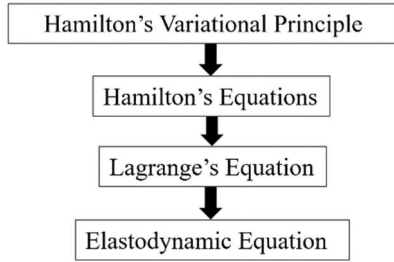 Hamilton's Variational Principle
Hamilton's Equations
Lagrange's Equation
Elastodynamic Equation